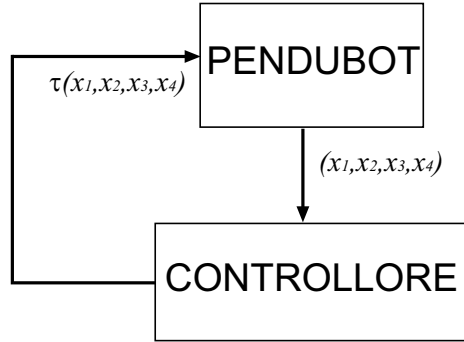 PENDUBOT
τ(x1,x2,x3,x4)
(x1,x2,x3,x4)
CONTROLLORE